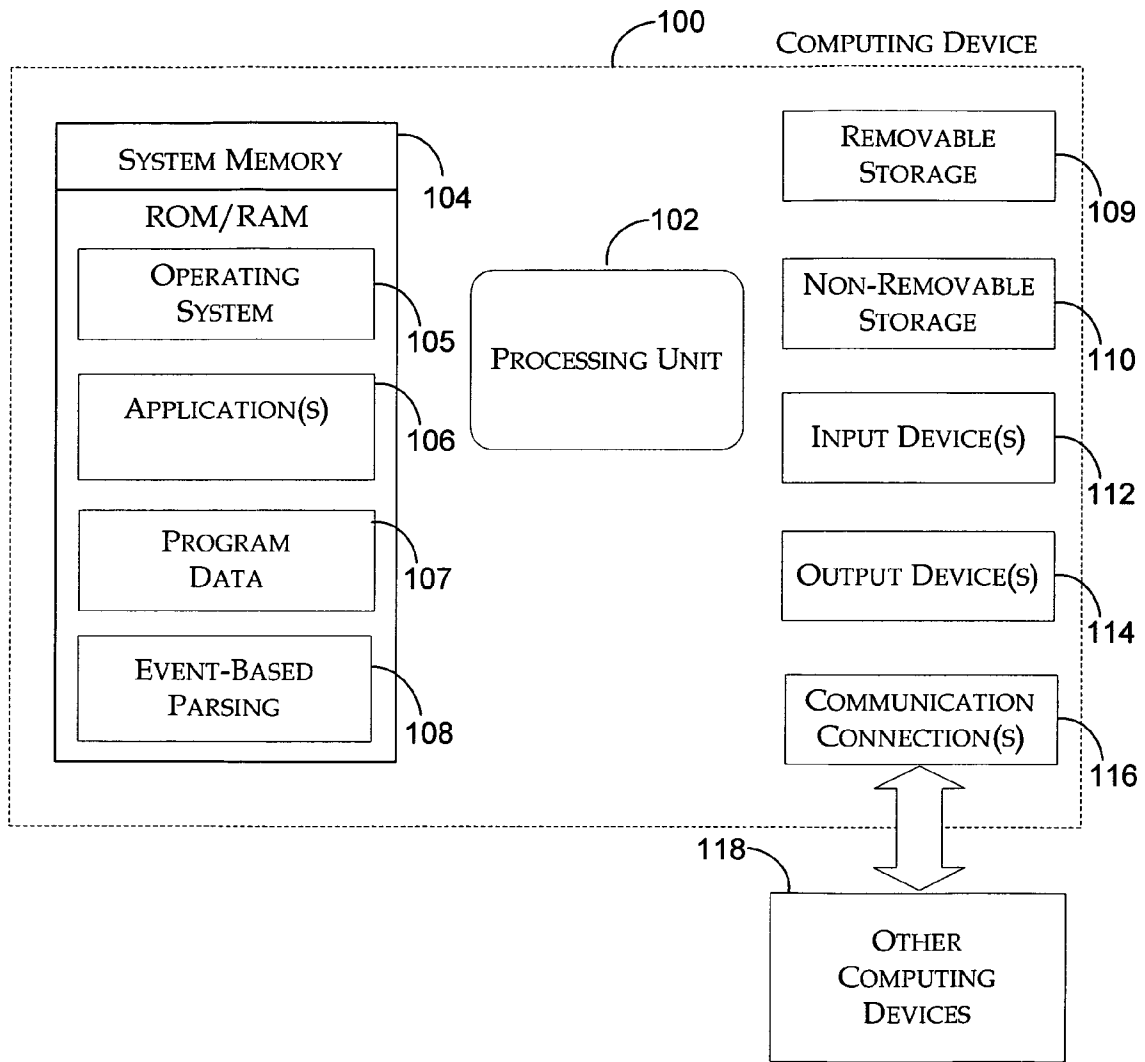 100
COMPUTING DEVICE
SYSTEM MEMORY
104
ROM/RAM
OPERATING
SYSTEM
105
APPLICATION(S)
106
PROGRAM
DATA
107
EVENT-BASED
PARSING
108
102
PROCESSING UNIT
REMOVABLE
STORAGE
109
NON-REMOVABLE
STORAGE
110
INPUT DEVICE(S)
112
OUTPUT DEVICE(S)
114
COMMUNICATION
CONNECTION(S)
116
118
OTHER
COMPUTING
DEVICES